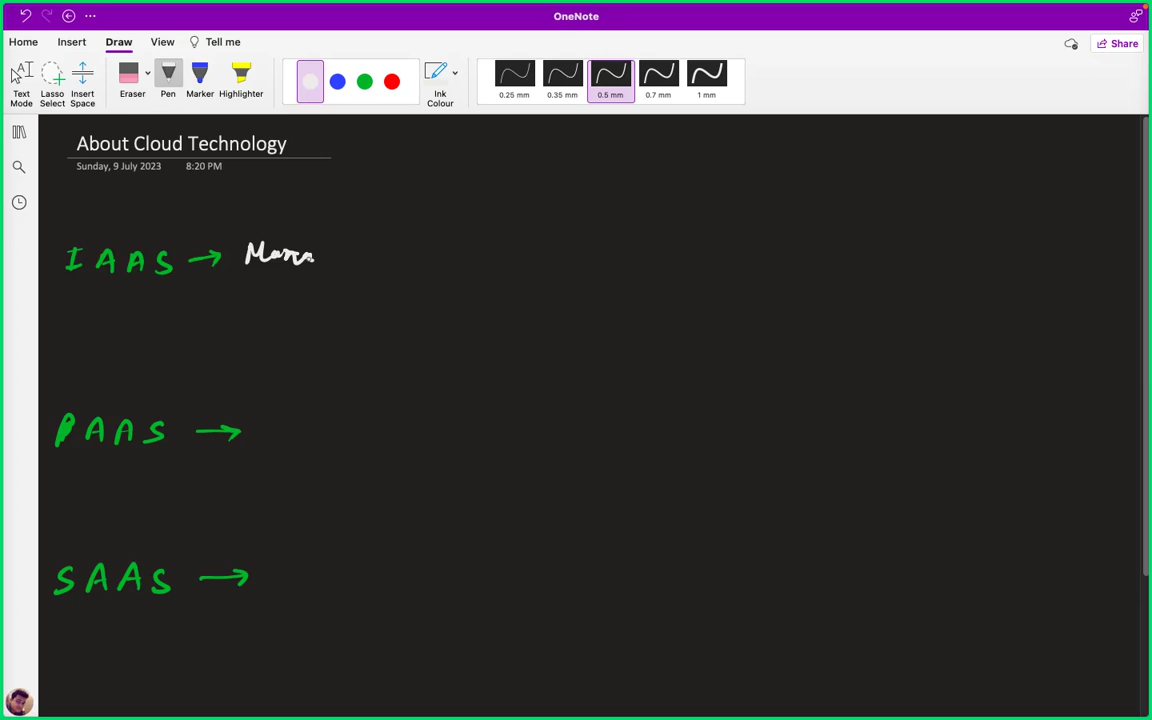 OneNote
Home Insert Draw View Tell me
Share
Text Mode
Lasso Select
Insert Space
Eraser
Pen
Marker
Highlighter
Ink Colour
0.25 mm
0.35 mm
0.5 mm
0.7 mm
1 mm
About Cloud Technology
Sunday, 9 July 2023 8:20 PM
IAAS →
PAAS →
SAAS →